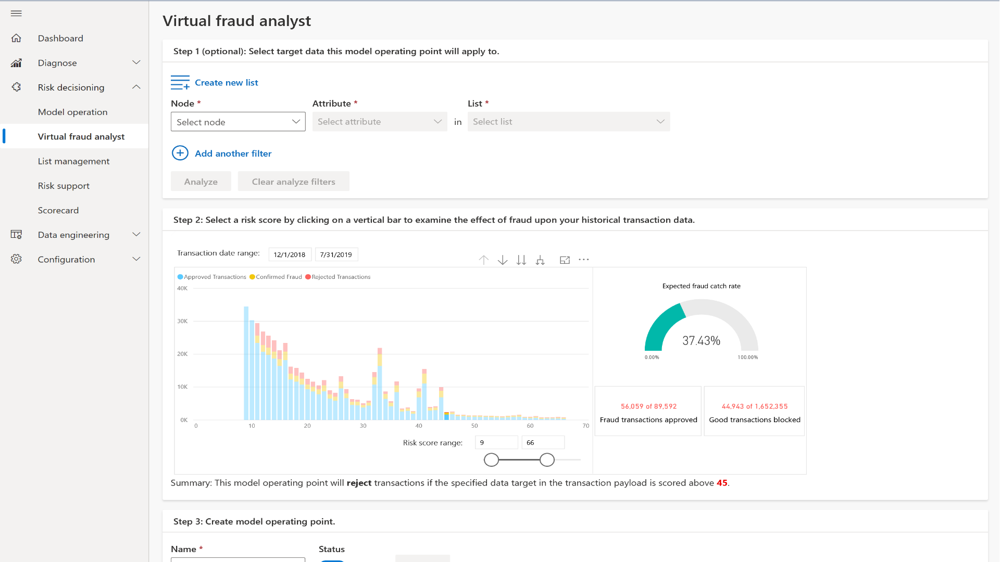 Virtual fraud analyst
Dashboard
Diagnose
Risk decisioning
Model operation
Virtual fraud analyst
List management
Risk support
Scorecard
Data engineering
Configuration
Step 1 (optional): Select target data this model operating point will apply to.
Create new list
Node * Attribute * List *
Select node Select attribute in Select list
Add another filter
Analyze Clear analyze filters
Step 2: Select a risk score by clicking on a vertical bar to examine the effect of fraud upon your historical transaction data.
Transaction date range: 12/1/2018 7/31/2019
Approved Transactions Confirmed Fraud Rejected Transactions
40K
30K
20K
10K
0K
0 10 20 30 40 50 60 70
Risk score range: 9 66
Expected fraud catch rate
37.43%
0.00% 100.00%
56,059 of 89,592
Fraud transactions approved
44,943 of 1,652,355
Good transactions blocked
Summary: This model operating point will reject transactions if the specified data target in the transaction payload is scored above 45.
Step 3: Create model operating point.
Name * Status